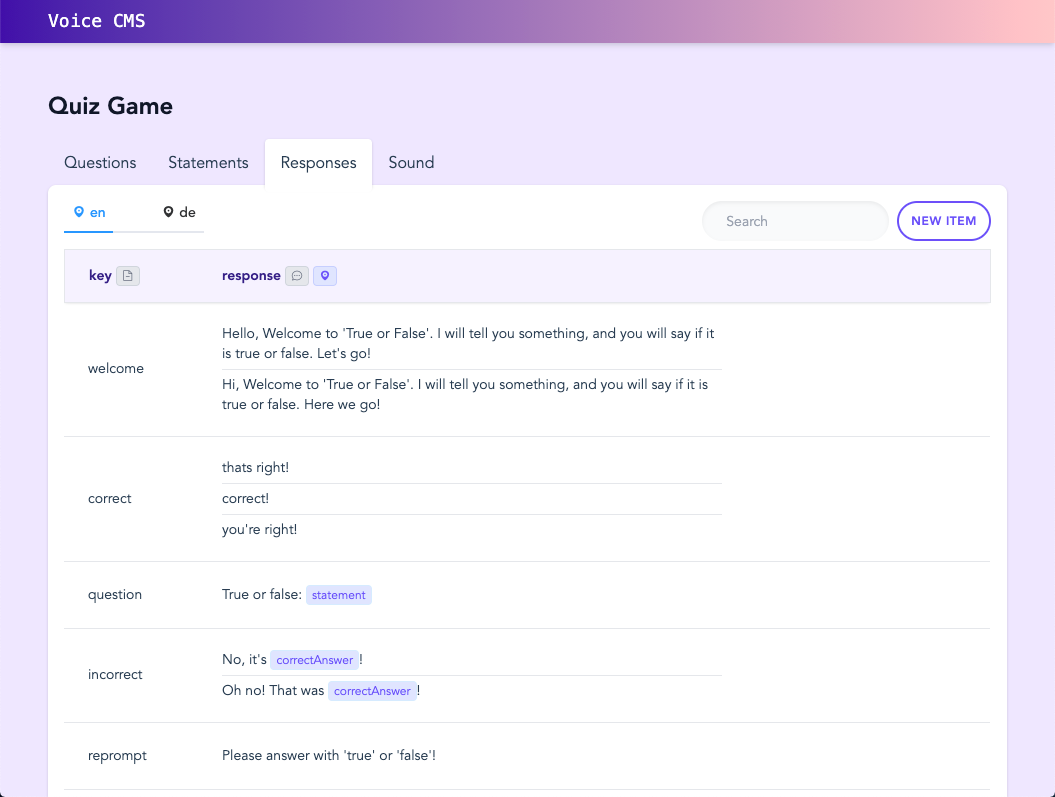 Voice CMS
Quiz Game
Questions Statements Responses Sound
en de Search NEW ITEM
key response
welcome
Hello, Welcome to 'True or False'. I will tell you something, and you will say if it
is true or false. Let's go!
Hi, Welcome to 'True or False'. I will tell you something, and you will say if it is
true or false. Here we go!
correct
thats right!
correct!
you're right!
question True or false: statement
incorrect
No, it's correctAnswer !
Oh no! That was correctAnswer !
reprompt Please answer with 'true' or 'false'!